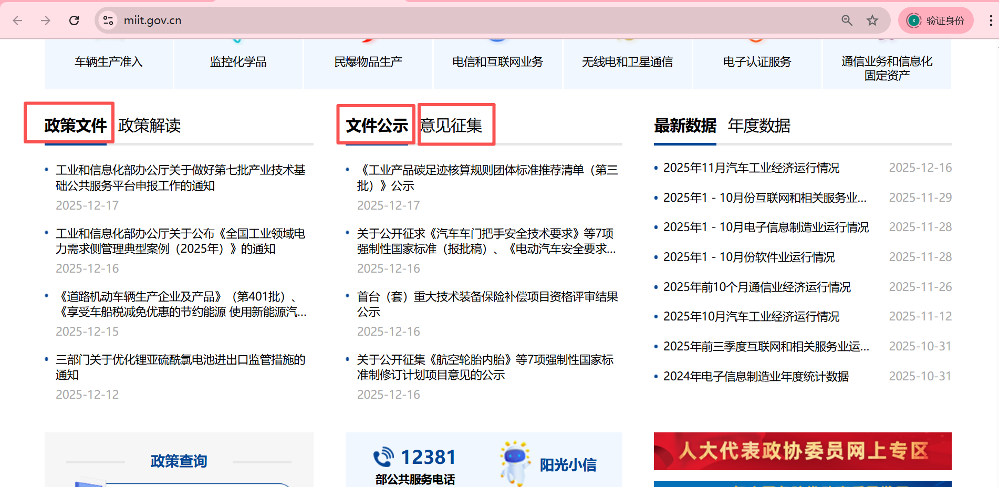 miit.gov.cn
验证身份
车辆生产准入
监控化学品
民爆物品生产
电信和互联网业务
无线电和卫星通信
电子认证服务
通信业务和信息化
固定资产
政策文件 政策解读
工业和信息化部办公厅关于做好第七批产业技术基
础公共服务平台申报工作的通知
2025-12-17
工业和信息化部办公厅关于公布《全国工业领域电
力需求侧管理典型案例（2025年）》的通知
2025-12-16
《道路机动车辆生产企业及产品》（第401批）、
《享受车船税减免优惠的节约能源 使用新能源汽...
2025-12-15
三部门关于优化锂亚硫酰氯电池进出口监管措施的
通知
2025-12-12
文件公示 意见征集
《工业产品碳足迹核算规则团体标准推荐清单（第三
批）》公示
2025-12-17
关于公开征求《汽车车门把手安全技术要求》等7项
强制性国家标准（报批稿）、《电动汽车安全要求...
2025-12-16
首台（套）重大技术装备保险补偿项目资格评审结果
公示
2025-12-16
关于公开征集《航空轮胎内胎》等7项强制性国家标
准制修订计划项目意见的公示
2025-12-16
最新数据 年度数据
2025年11月汽车工业经济运行情况 2025-12-16
2025年1－10月份互联网和相关服务业... 2025-11-29
2025年1－10月电子信息制造业运行情况 2025-11-28
2025年1－10月份软件业运行情况 2025-11-28
2025年前10个月通信业经济运行情况 2025-11-26
2025年10月汽车工业经济运行情况 2025-11-12
2025年前三季度互联网和相关服务业运... 2025-10-31
2024年电子信息制造业年度统计数据 2025-10-31
政策查询
12381
部公共服务电话
阳光小信
人大代表政协委员网上专区